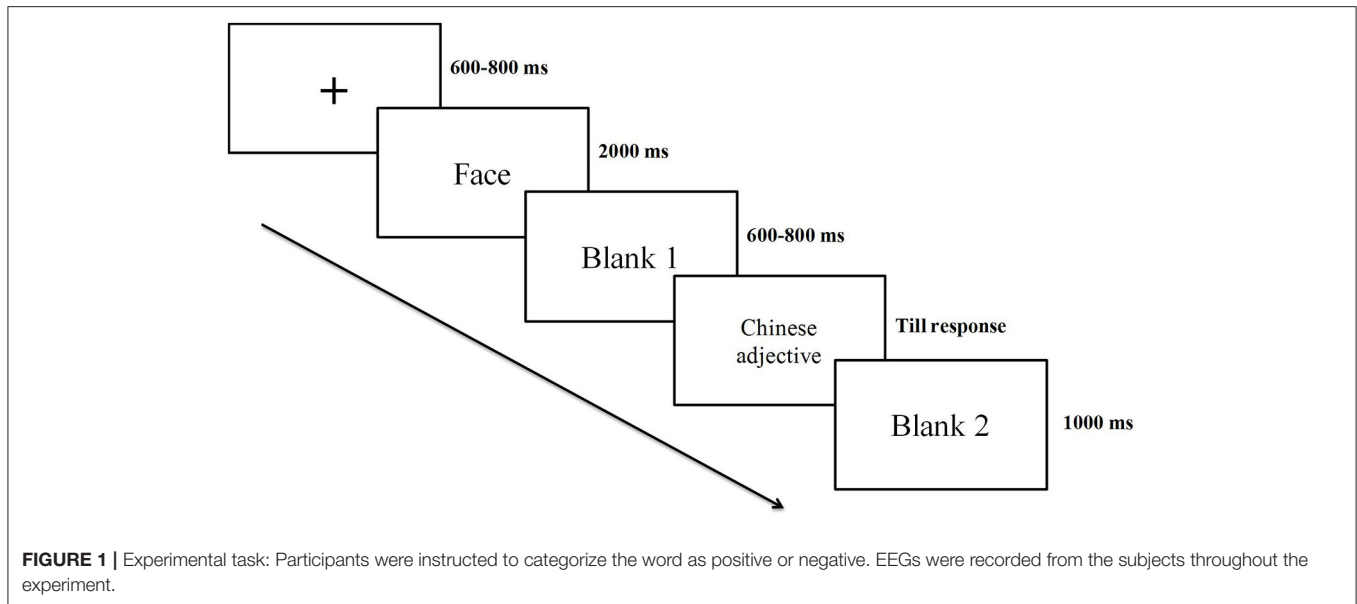 +
600-800 ms
Face
2000 ms
Blank 1
600-800 ms
Chinese
adjective
Till response
Blank 2
1000 ms
FIGURE 1 | Experimental task: Participants were instructed to categorize the word as positive or negative. EEGs were recorded from the subjects throughout the
experiment.